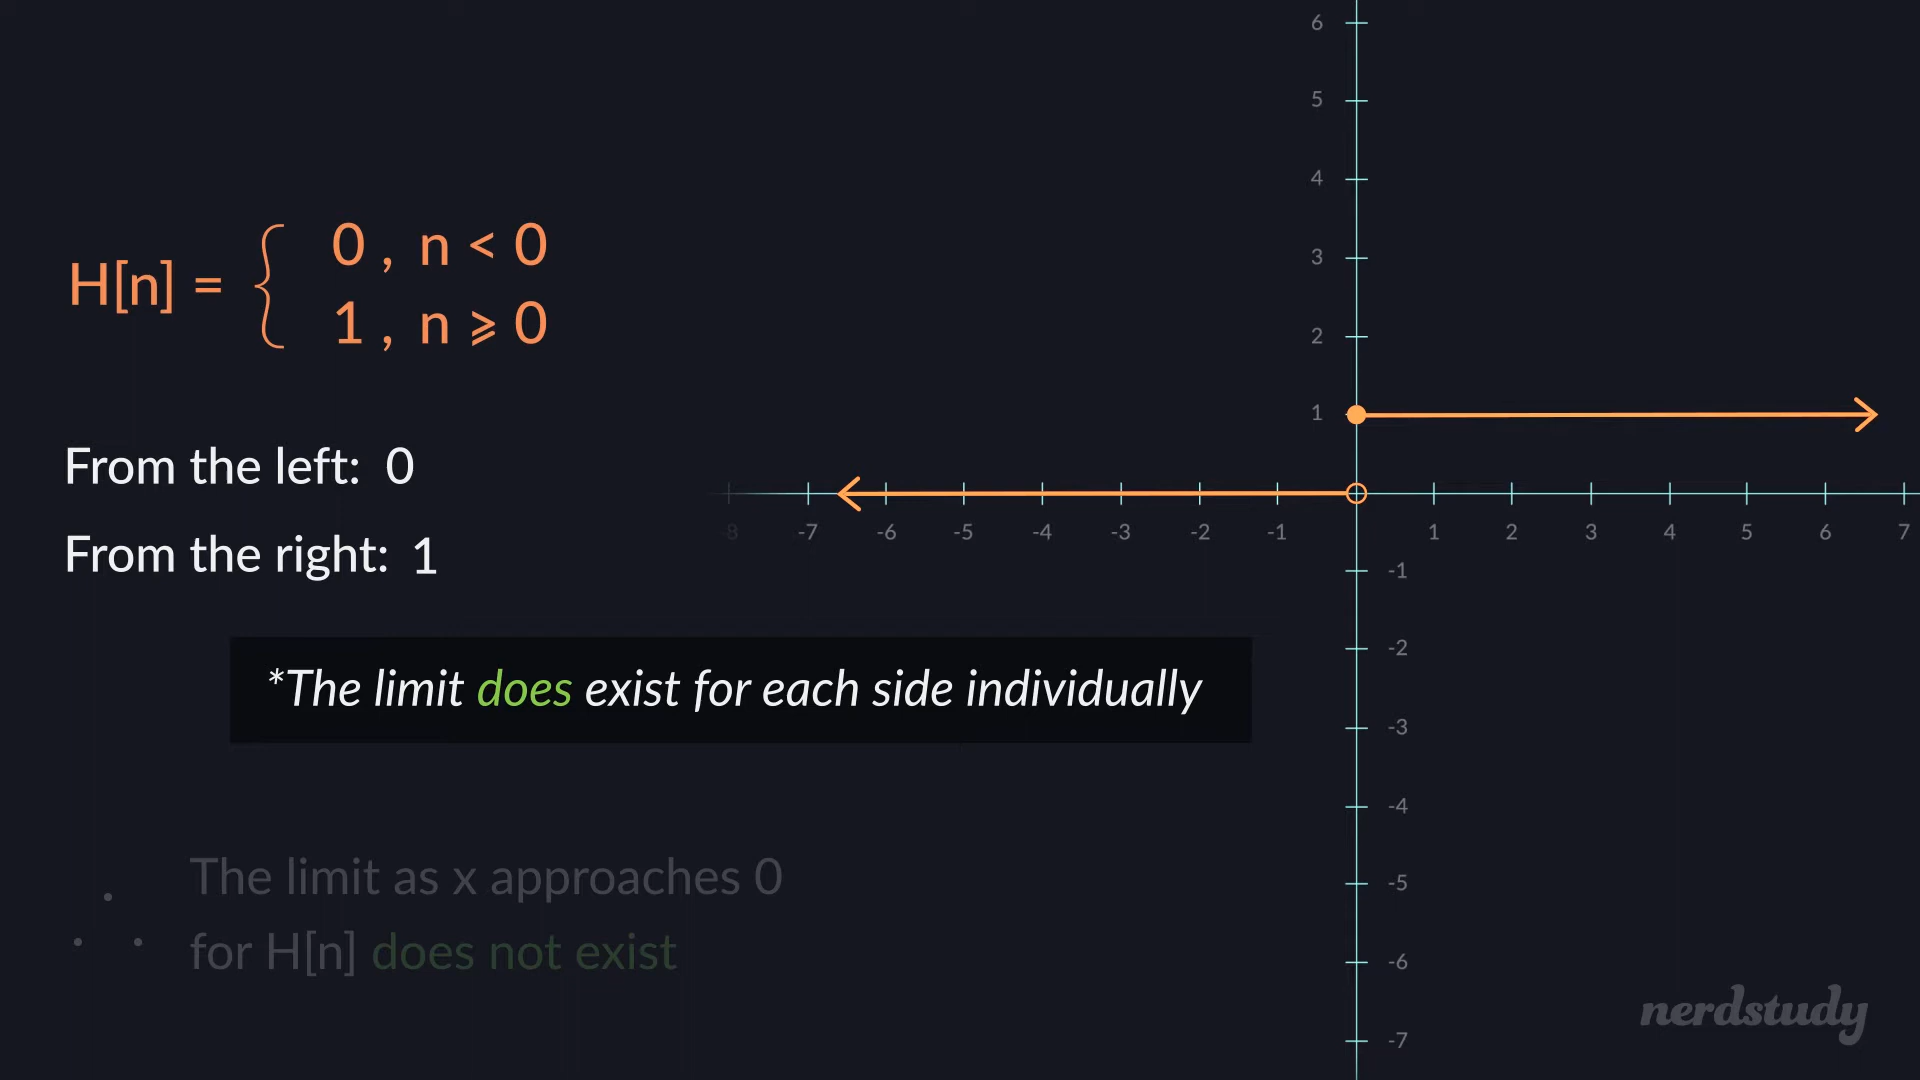 H[n] = { 0 , n < 0
1 , n ⩾ 0
From the left: 0
From the right: 1
*The limit does exist for each side individually
∴ The limit as x approaches 0
for H[n] does not exist
6
5
4
3
2
1
-8 -7 -6 -5 -4 -3 -2 -1 1 2 3 4 5 6 7
-1
-2
-3
-4
-5
-6
-7
nerdstudy